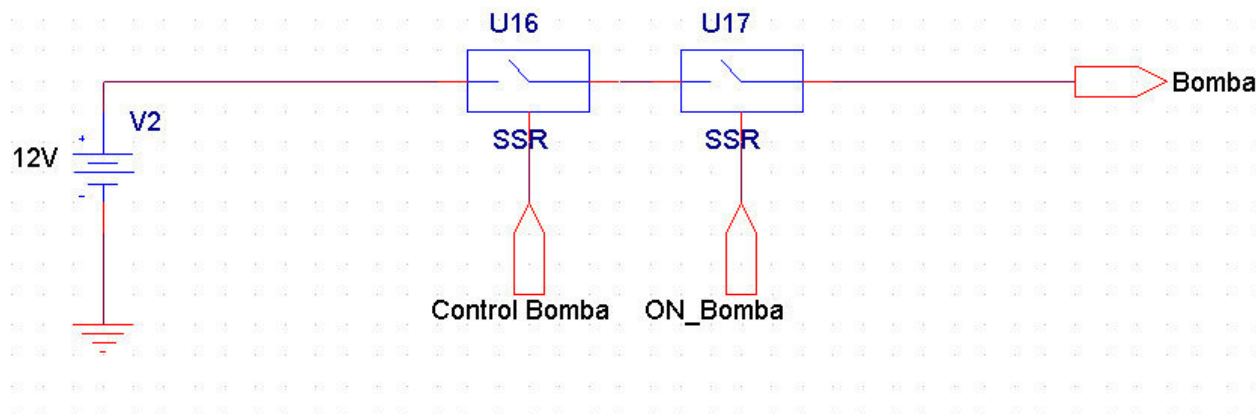 U16 U17
Bomba
V2
12V
SSR SSR
Control Bomba ON_Bomba